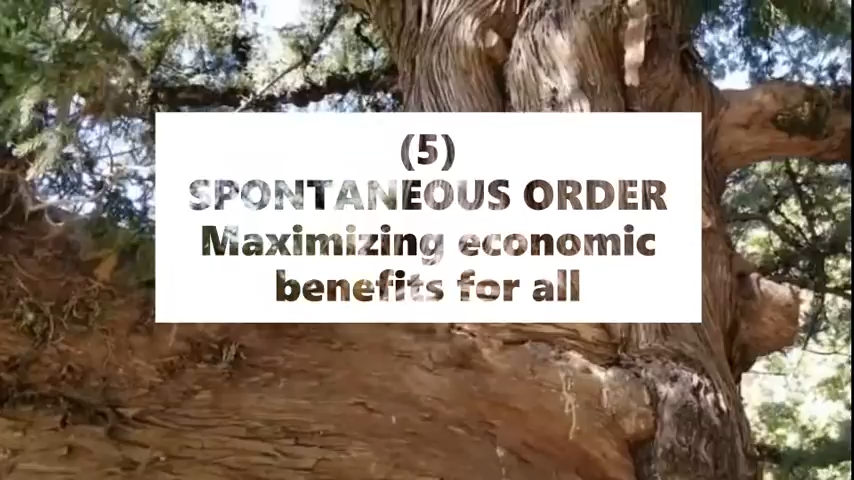 (5)
SPONTANEOUS ORDER
Maximizing economic
benefits for all